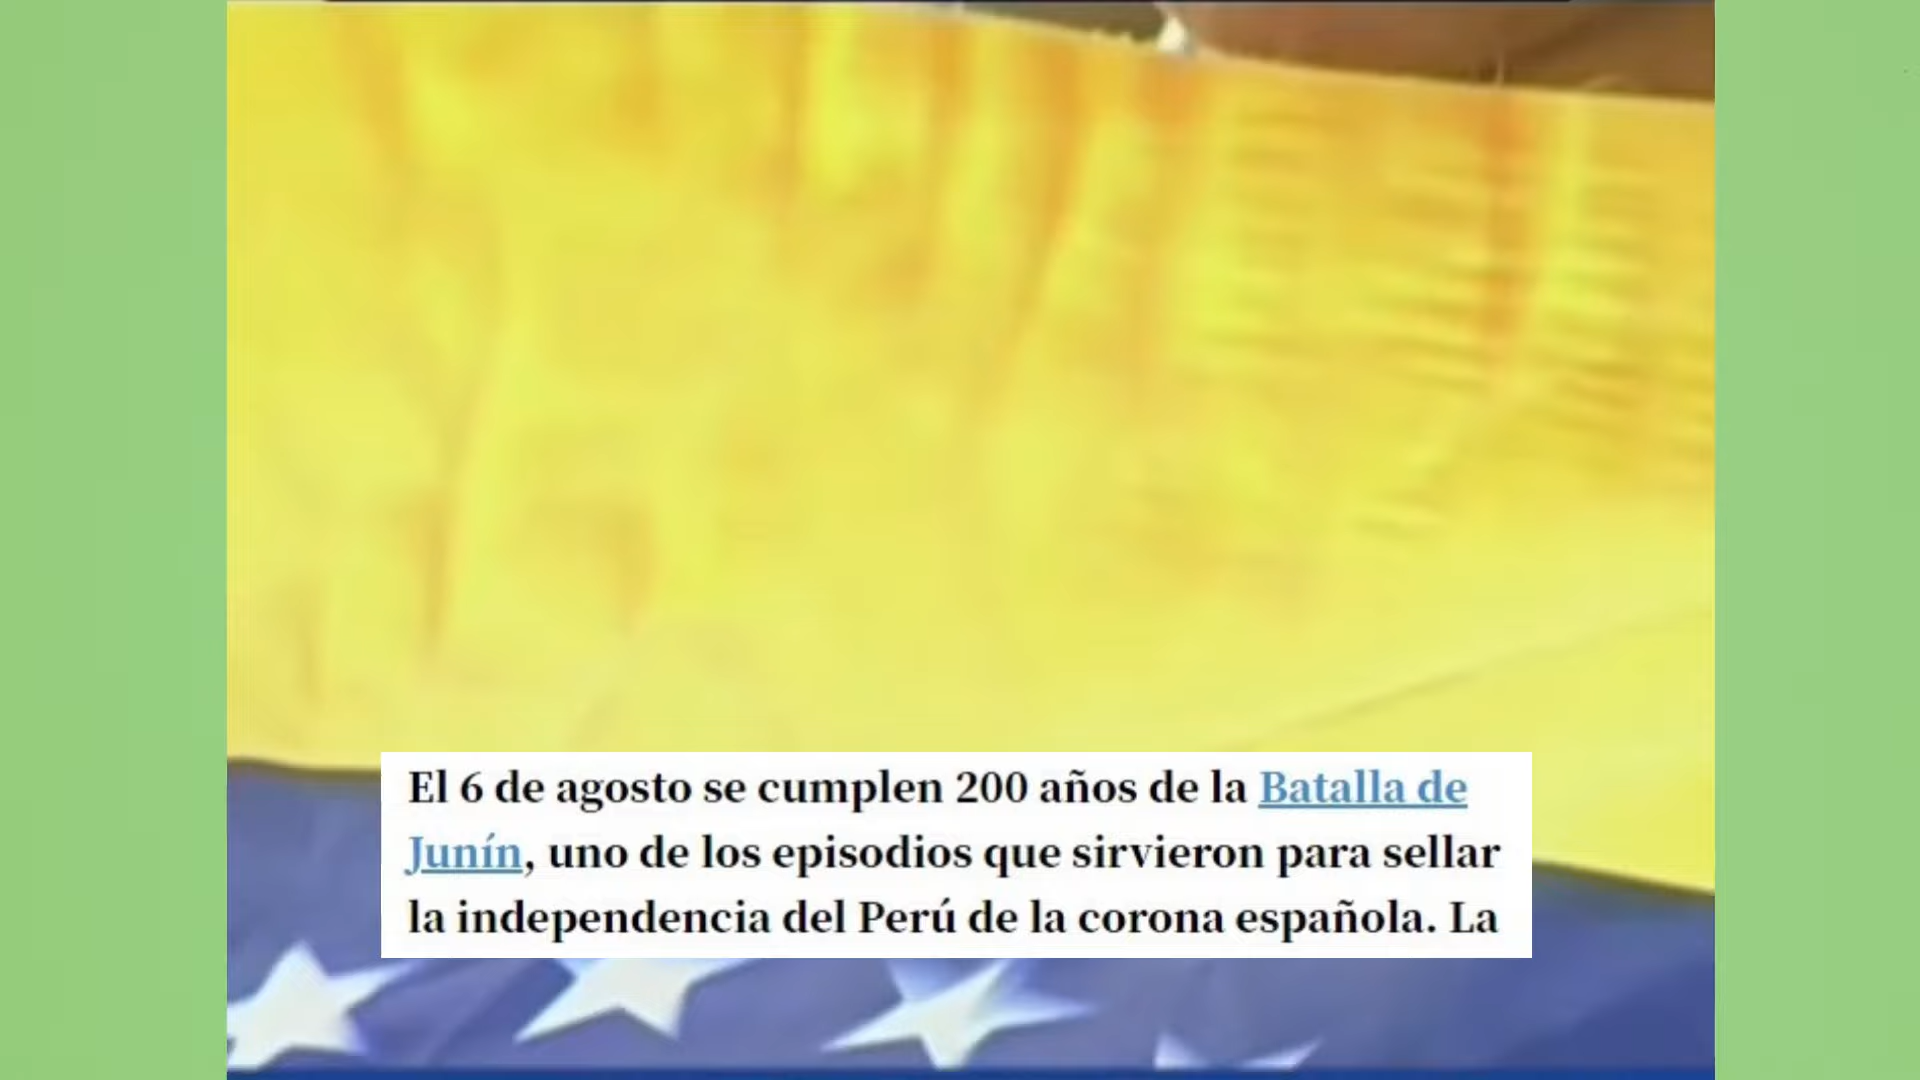 El 6 de agosto se cumplen 200 años de la Batalla de
Junín, uno de los episodios que sirvieron para sellar
la independencia del Perú de la corona española. La